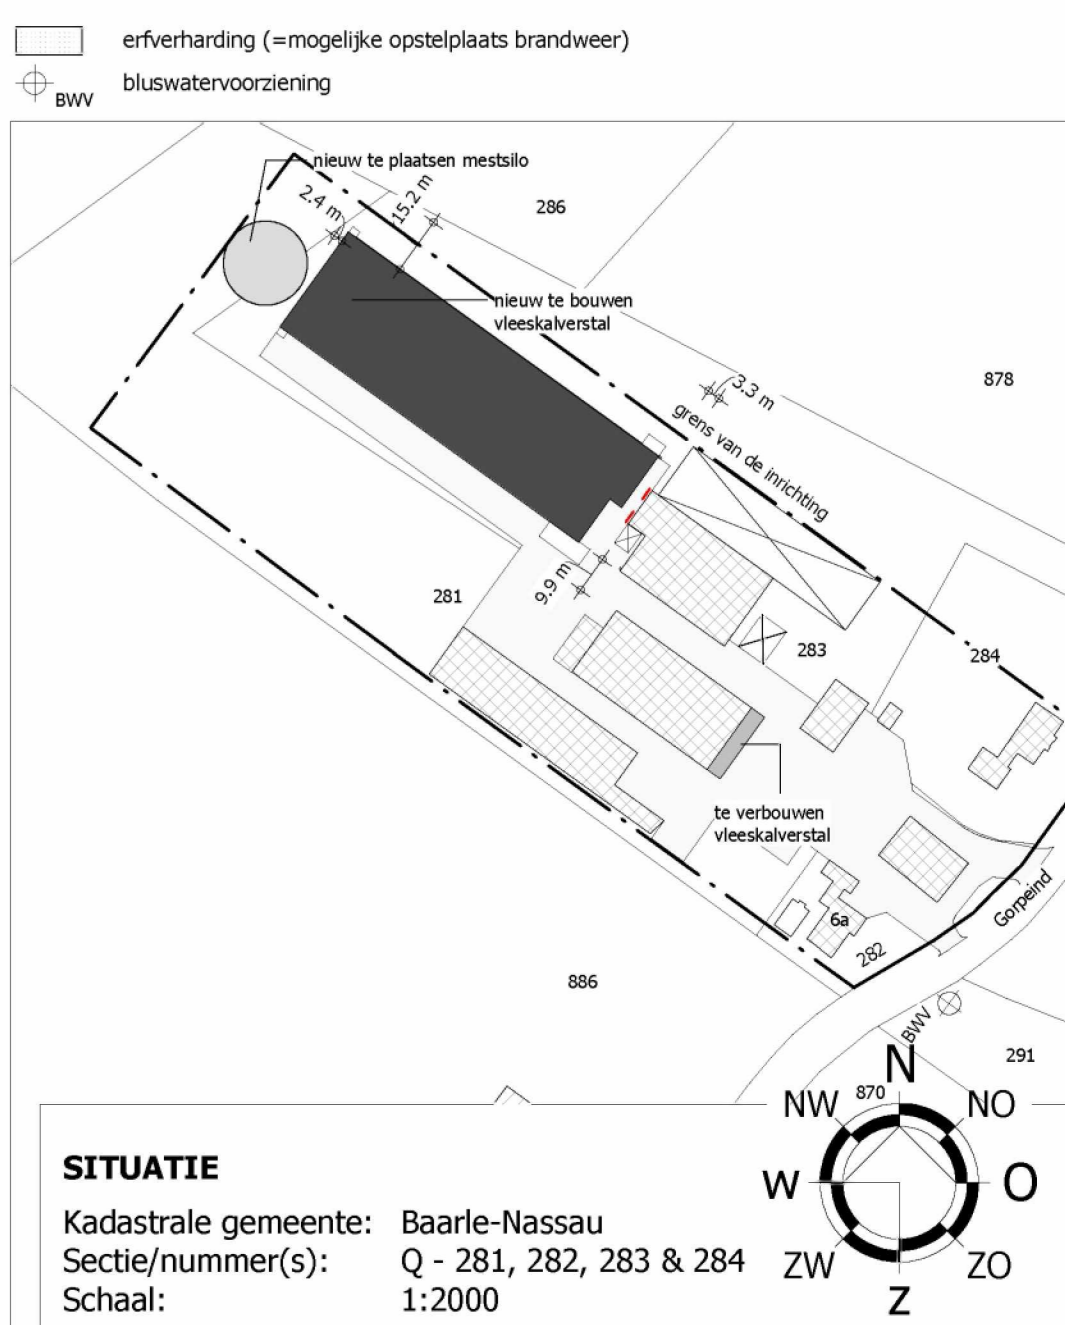 erfverharding (=mogelijke opstelplaats brandweer)
BWV
bluswatervoorziening
nieuw te plaatsen mestsilo
2.4 m
15.2 m
286
nieuw te bouwen
vleeskalverstal
878
3.3 m
grens van de inrichting
9.9 m
281
283
284
te verbouwen
vleeskalverstal
6a
282
Gorpeind
886
BWV
291
870
N
NW
NO
W
O
ZW
ZO
Z
SITUATIE
Kadastrale gemeente: Baarle-Nassau
Sectie/nummer(s): Q - 281, 282, 283 & 284
Schaal: 1:2000